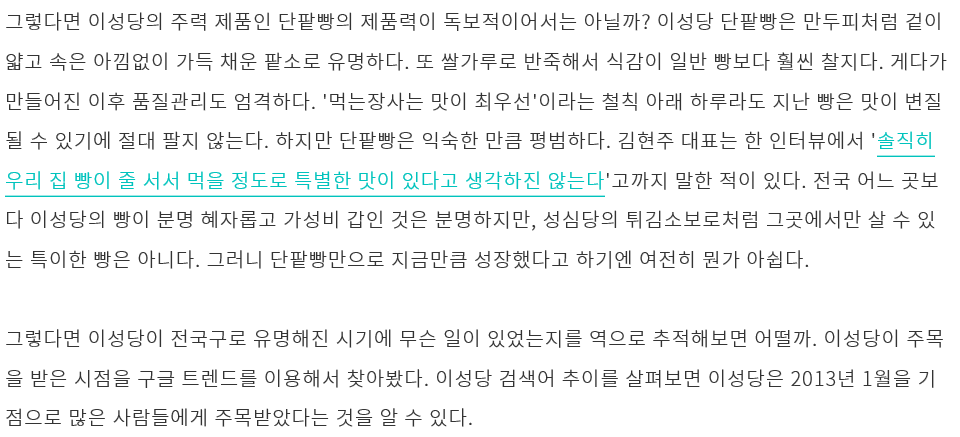 그렇다면 이성당의 주력 제품인 단팥빵의 제품력이 독보적이어서는 아닐까? 이성당 단팥빵은 만두피처럼 겉이
얇고 속은 아낌없이 가득 채운 팥소로 유명하다. 또 쌀가루로 반죽해서 식감이 일반 빵보다 훨씬 찰지다. 게다가
만들어진 이후 품질관리도 엄격하다. '먹는장사는 맛이 최우선'이라는 철칙 아래 하루라도 지난 빵은 맛이 변질
될 수 있기에 절대 팔지 않는다. 하지만 단팥빵은 익숙한 만큼 평범하다. 김현주 대표는 한 인터뷰에서 '솔직히
우리 집 빵이 줄 서서 먹을 정도로 특별한 맛이 있다고 생각하진 않는다'고까지 말한 적이 있다. 전국 어느 곳보
다 이성당의 빵이 분명 혜자롭고 가성비 갑인 것은 분명하지만, 성심당의 튀김소보로처럼 그곳에서만 살 수 있
는 특이한 빵은 아니다. 그러니 단팥빵만으로 지금만큼 성장했다고 하기엔 여전히 뭔가 아쉽다.
그렇다면 이성당이 전국구로 유명해진 시기에 무슨 일이 있었는지를 역으로 추적해보면 어떨까. 이성당이 주목
을 받은 시점을 구글 트렌드를 이용해서 찾아봤다. 이성당 검색어 추이를 살펴보면 이성당은 2013년 1월을 기
점으로 많은 사람들에게 주목받았다는 것을 알 수 있다.